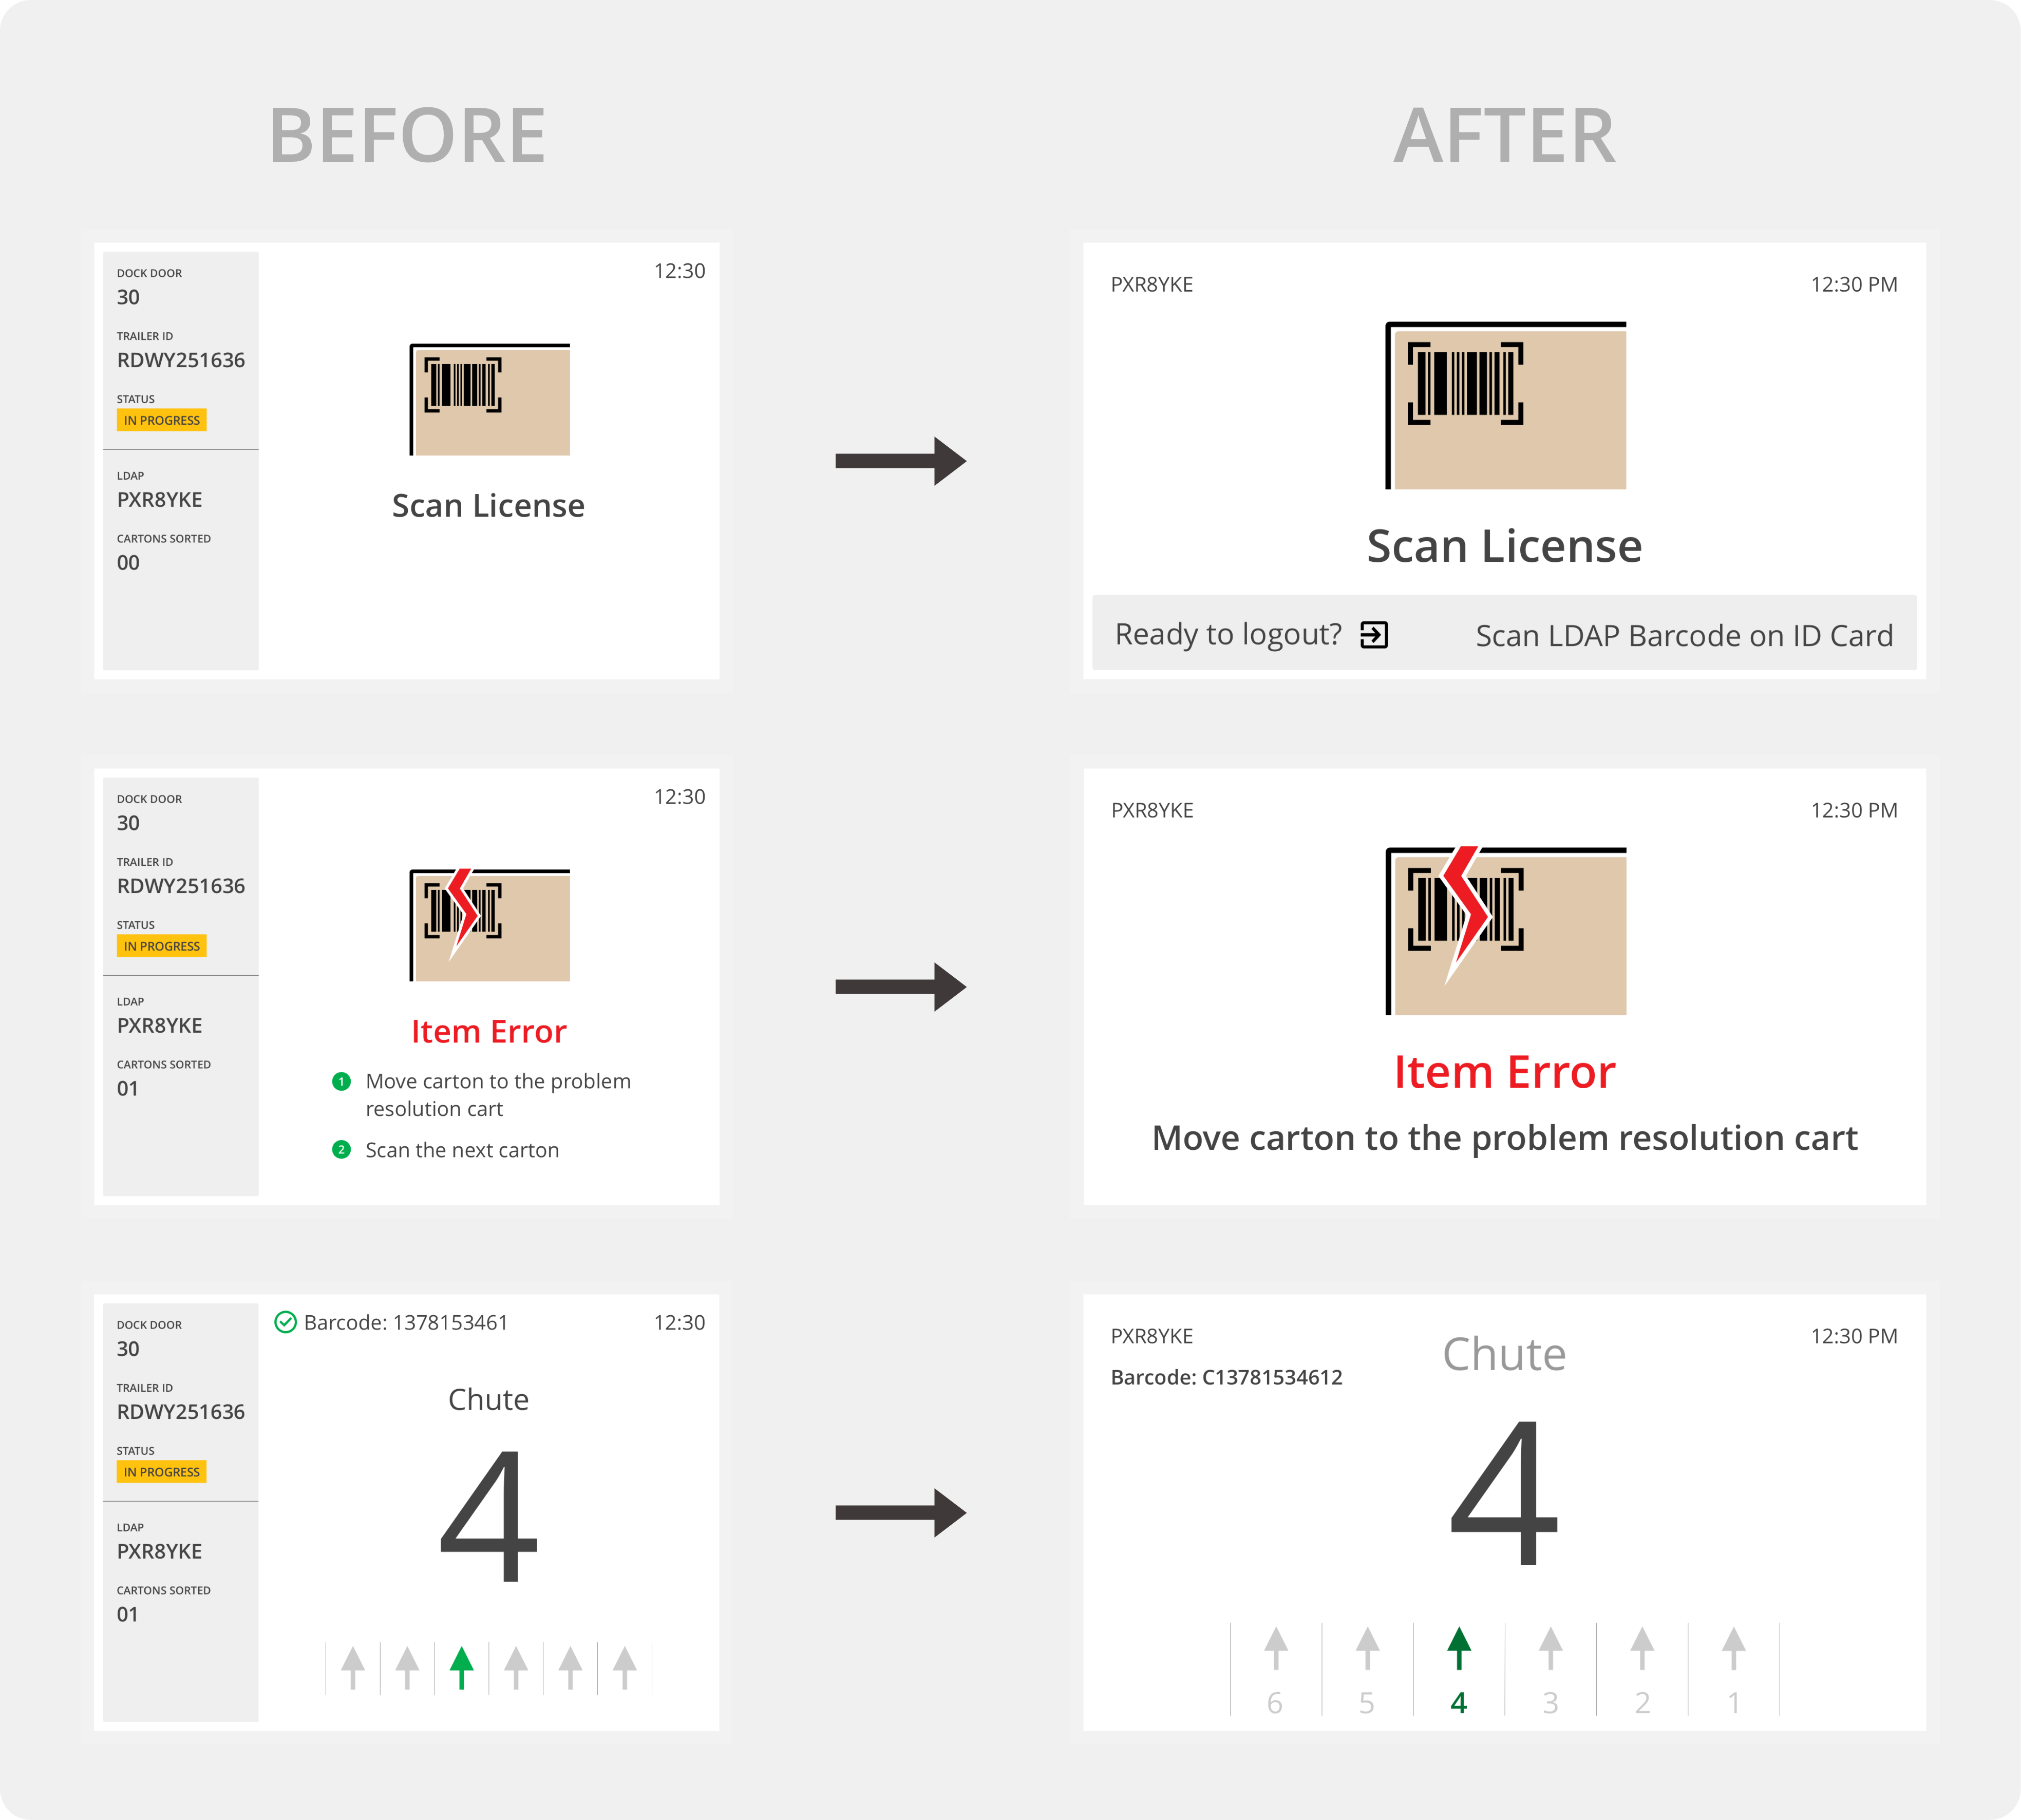 BEFORE
AFTER
DOCK DOOR
30
TRAILER ID
RDWY251636
STATUS
IN PROGRESS
LDAP
PXR8YKE
CARTONS SORTED
00
12:30
Scan License
PXR8YKE
12:30 PM
Scan License
Ready to logout?
Scan LDAP Barcode on ID Card
DOCK DOOR
30
TRAILER ID
RDWY251636
STATUS
IN PROGRESS
LDAP
PXR8YKE
CARTONS SORTED
01
12:30
Item Error
1 Move carton to the problem
resolution cart
2 Scan the next carton
PXR8YKE
12:30 PM
Item Error
Move carton to the problem resolution cart
DOCK DOOR
30
TRAILER ID
RDWY251636
STATUS
IN PROGRESS
LDAP
PXR8YKE
CARTONS SORTED
01
Barcode: 1378153461
12:30
Chute
4
PXR8YKE
12:30 PM
Barcode: C13781534612
Chute
4
6 5 4 3 2 1